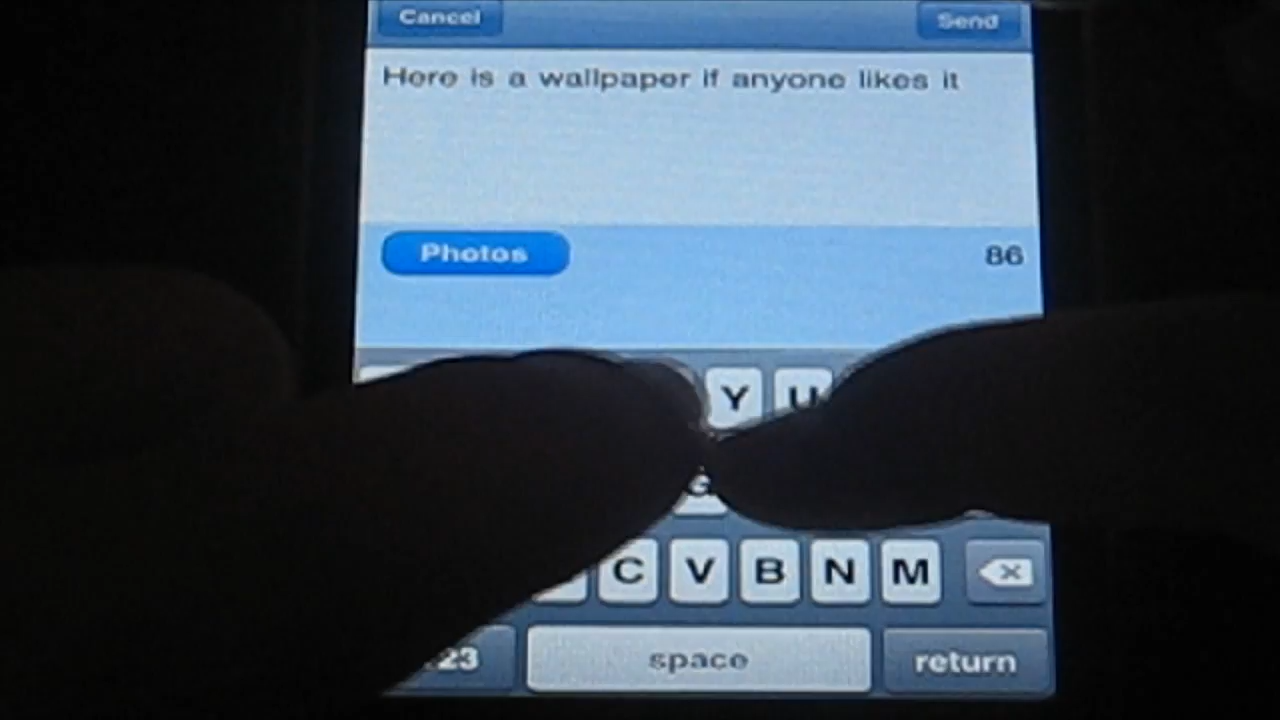 Cancel Send
Here is a wallpaper if anyone likes it
Photos 86
Y U
G
C V B N M
123 space return